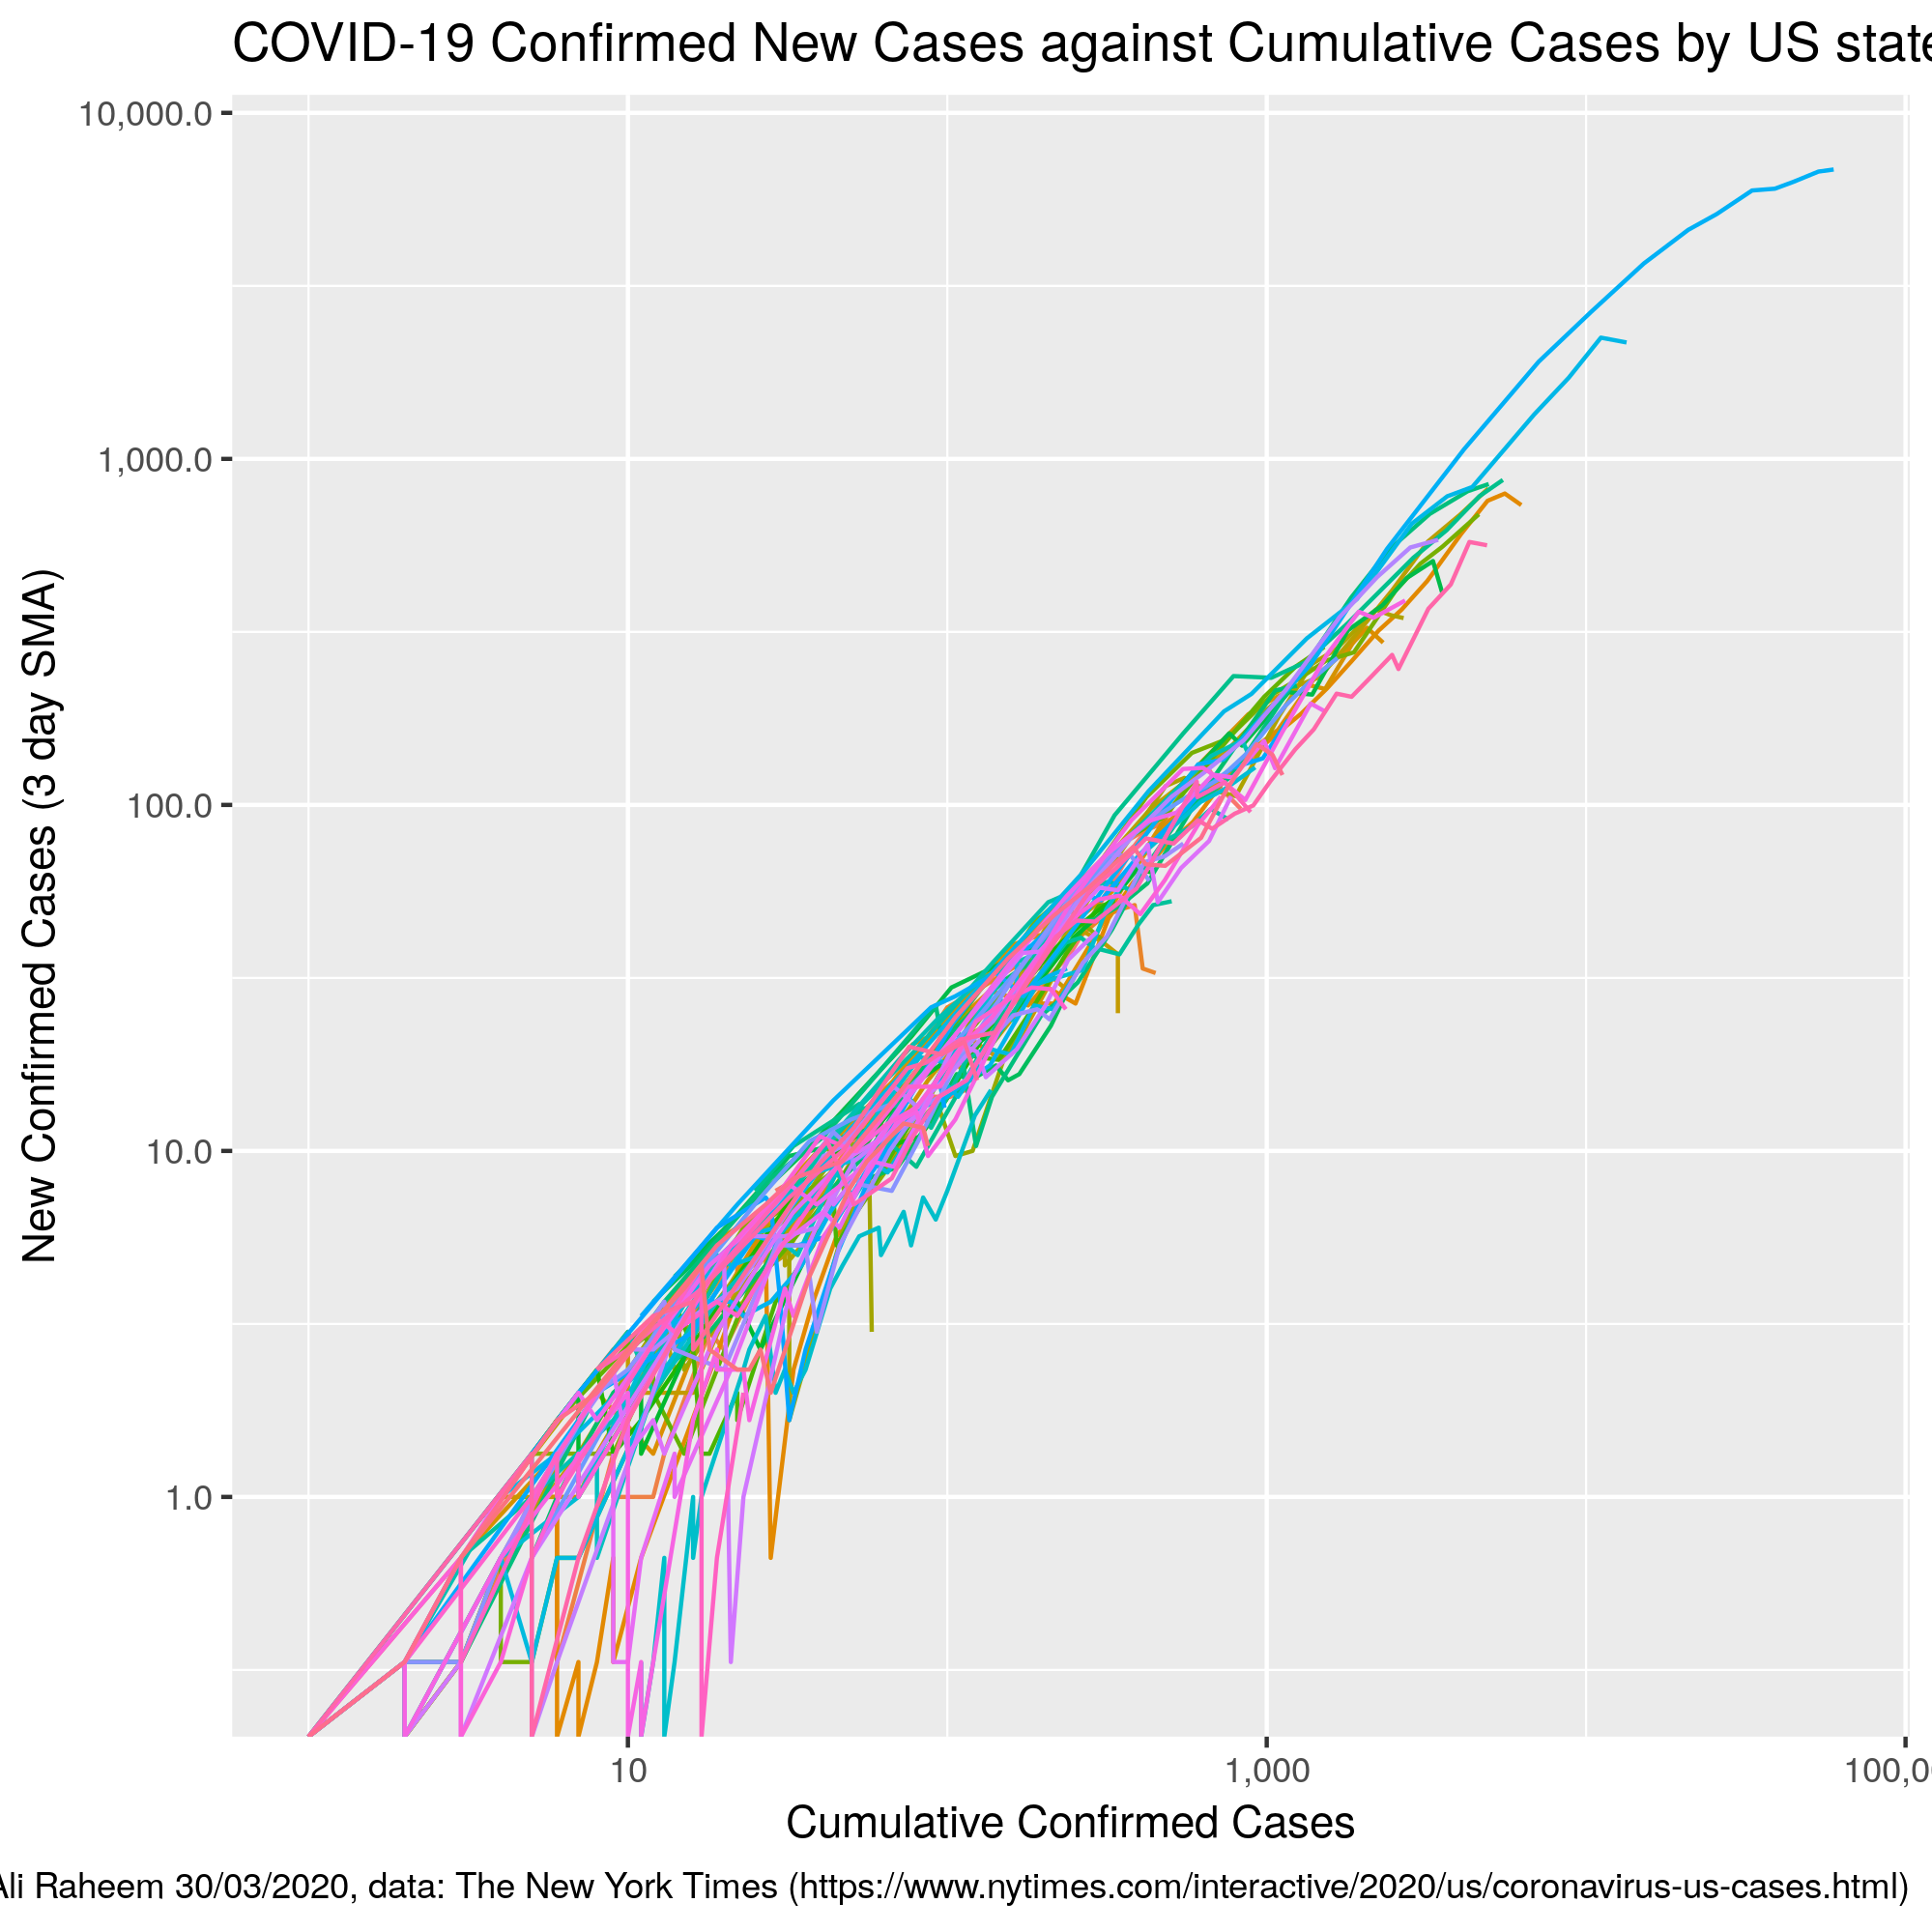 COVID-19 Confirmed New Cases against Cumulative Cases by US state
10,000.0
1,000.0
100.0
10.0
1.0
New Confirmed Cases (3 day SMA)
10
1,000
100,0
Cumulative Confirmed Cases
Ali Raheem 30/03/2020, data: The New York Times (https://www.nytimes.com/interactive/2020/us/coronavirus-us-cases.html)